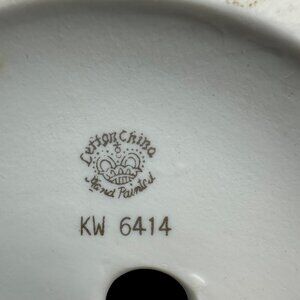 Lefton China
Hand Painted
KW 6414